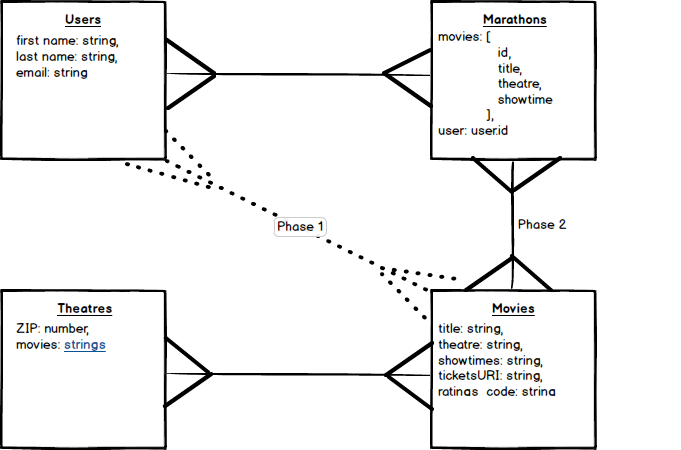 Users
first name: string,
last name: string,
email: string
Marathons
movies: [
id,
title,
theatre,
showtime
],
user: user.id
Phase 1
Phase 2
Theatres
ZIP: number,
movies: strings
Movies
title: string,
theatre: string,
showtimes: string,
ticketsURI: string,
ratings_code: string